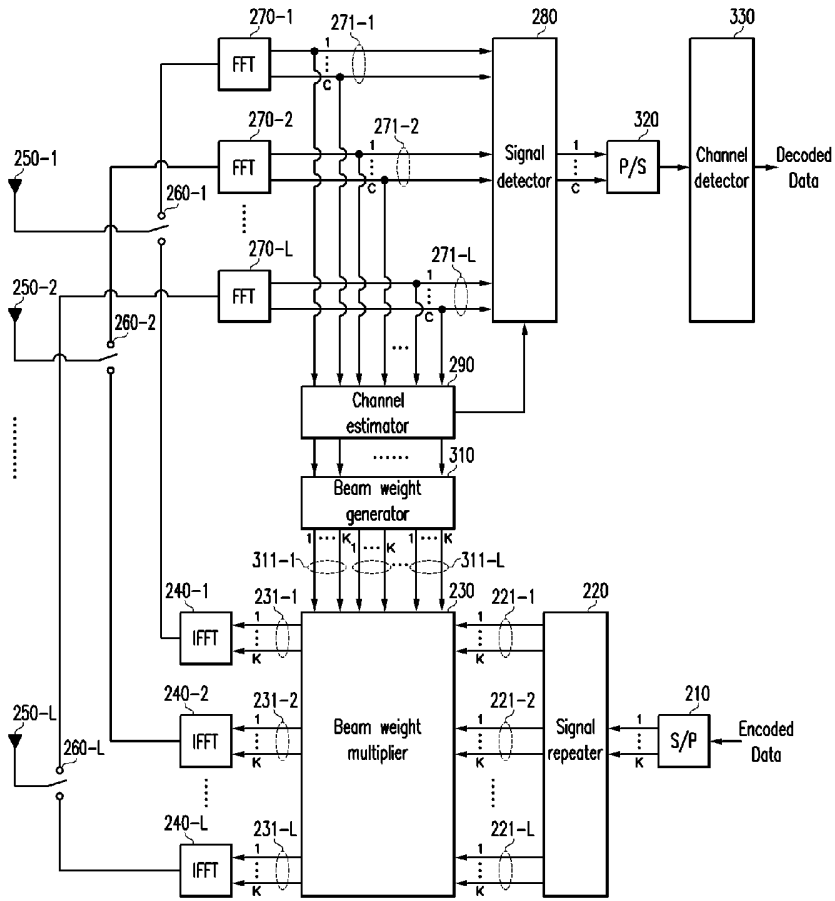 270-1
271-1
280
330
FFT
1
C
270-2
271-2
320
FFT
1
C
Signal
detector
1
C
P/S
Channel
detector
Decoded
Data
250-1
260-1
270-L
271-L
FFT
1
C
250-2
260-2
290
Channel
estimator
310
Beam weight
generator
1
K
1
K
1
K
311-1
311-L
240-1
231-1
230
221-1
220
IFFT
1
K
1
K
240-2
231-2
221-2
210
IFFT
1
K
Beam weight
multiplier
1
K
Signal
repeater
1
K
S/P
Encoded
Data
250-L
260-L
240-L
231-L
221-L
IFFT
1
K
1
K